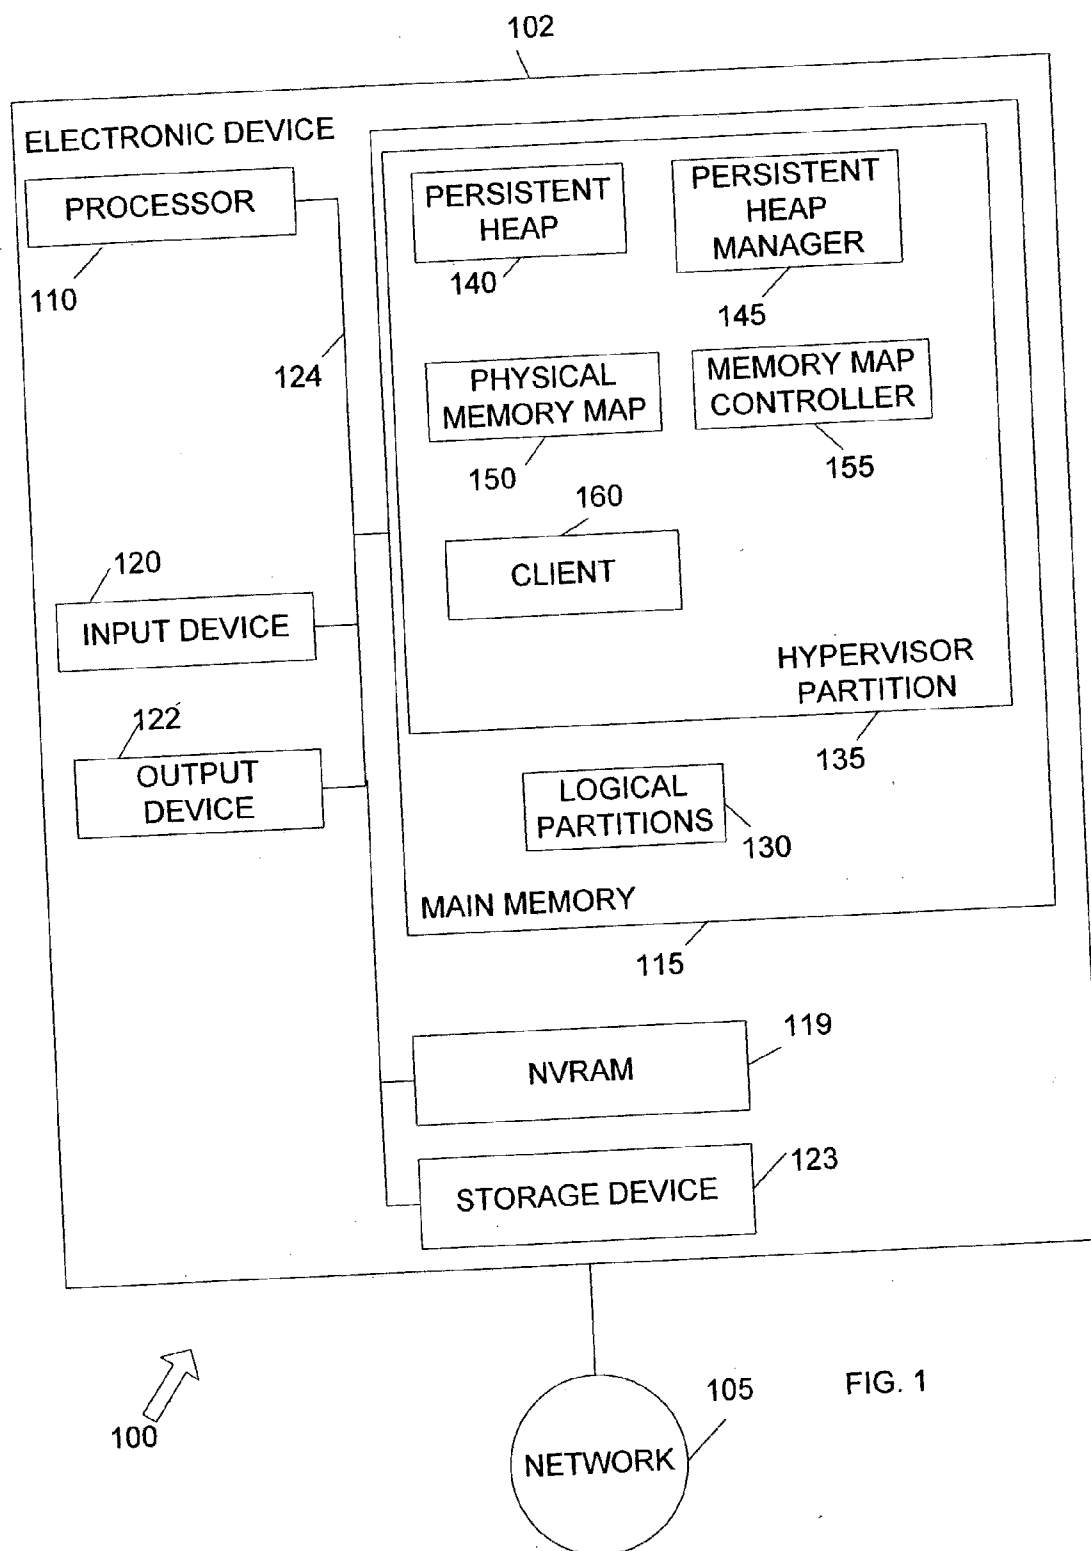 102
ELECTRONIC DEVICE
PROCESSOR
110
124
PERSISTENT
HEAP
140
PERSISTENT
HEAP
MANAGER
145
PHYSICAL
MEMORY MAP
150
MEMORY MAP
CONTROLLER
155
160
CLIENT
120
INPUT DEVICE
HYPERVISOR
PARTITION
135
122
OUTPUT
DEVICE
LOGICAL
PARTITIONS
130
MAIN MEMORY
115
NVRAM
119
STORAGE DEVICE
123
100
NETWORK
105
FIG. 1